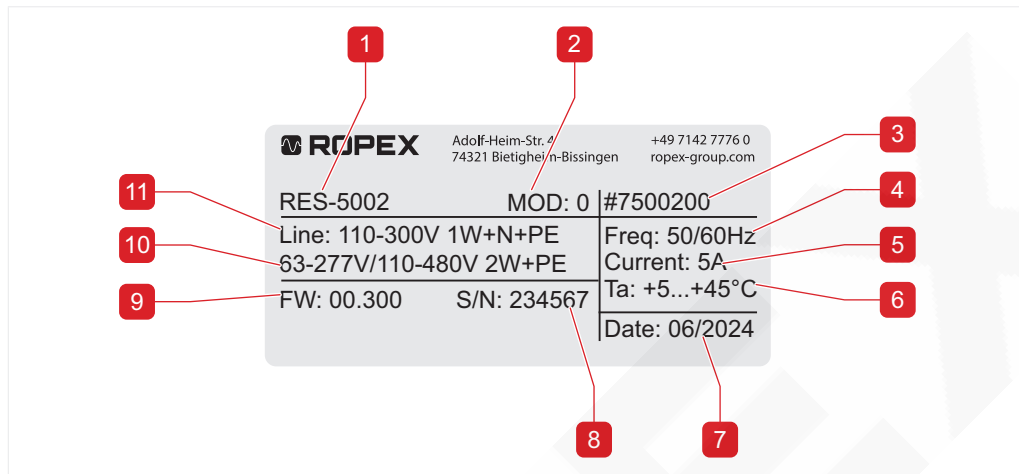 1
2
ROPEX
Adolf-Heim-Str. 4
74321 Bietigheim-Bissingen
+49 7142 7776 0
ropex-group.com
3
11
4
RES-5002 MOD: 0 #7500200
Line: 110-300V 1W+N+PE
Freq: 50/60Hz
10
5
63-277V/110-480V 2W+PE
Current: 5A
9
6
FW: 00.300 S/N: 234567
Ta: +5...+45°C
Date: 06/2024
8
7